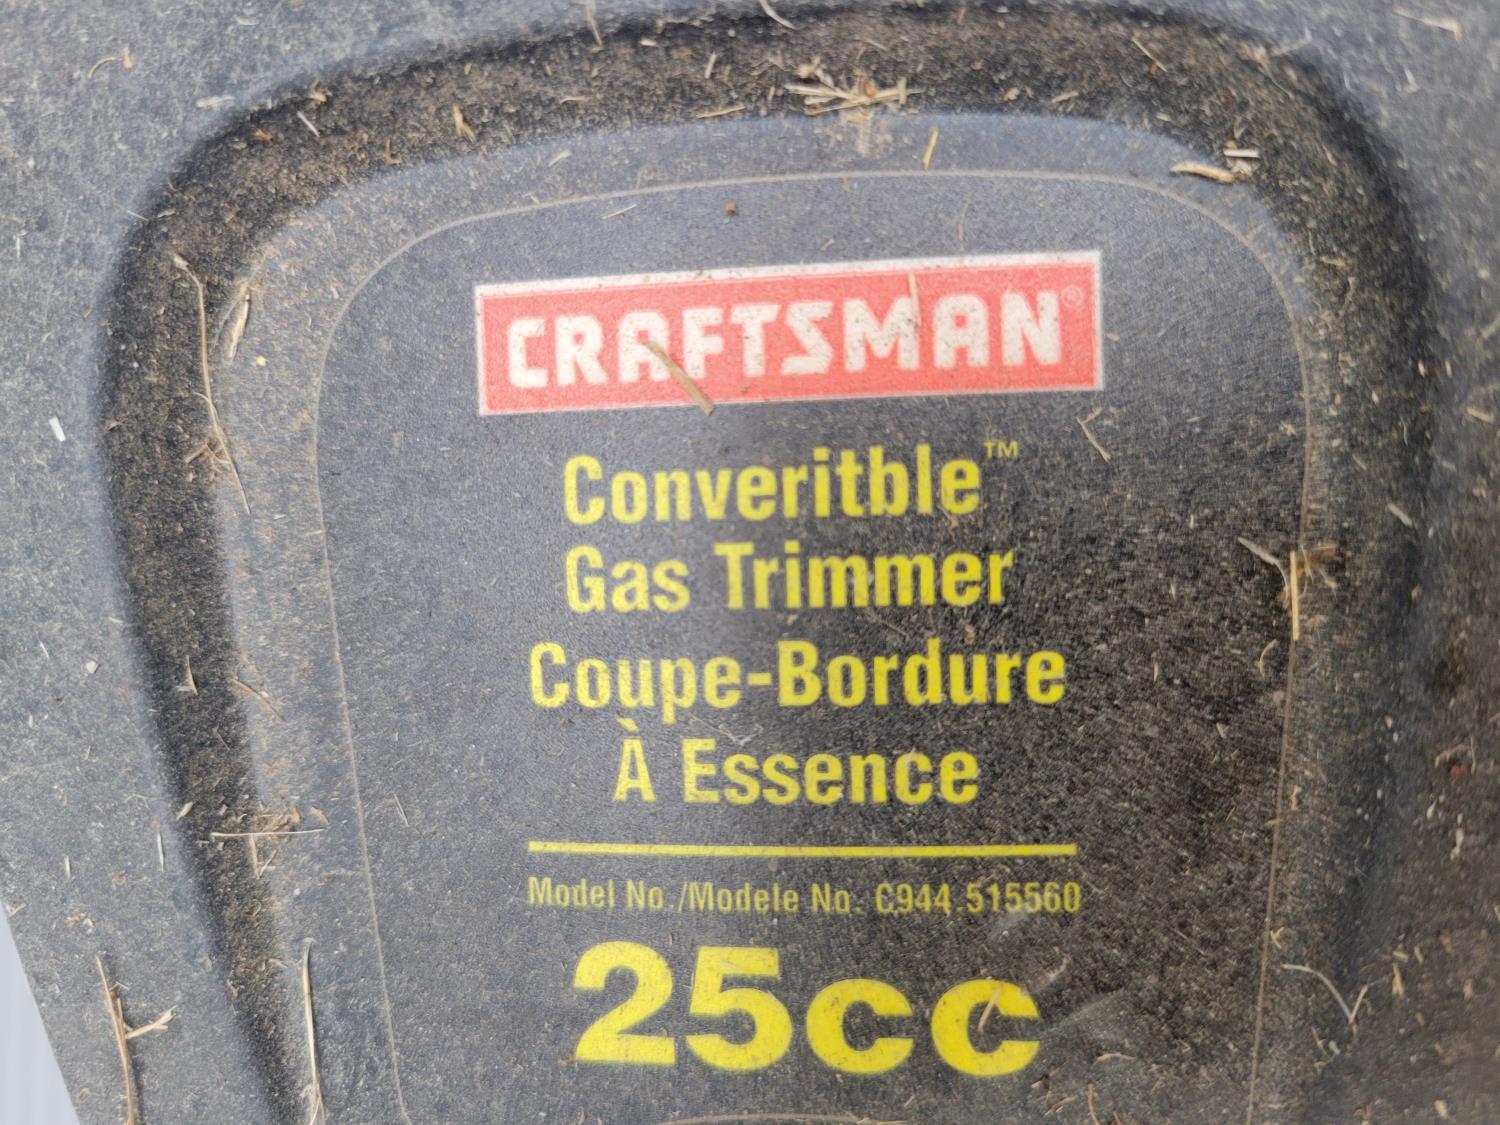 CRAFTSMAN®
Converitble™
Gas Trimmer
Coupe-Bordure
À Essence
Model No./Modele No. C944.515560
25cc